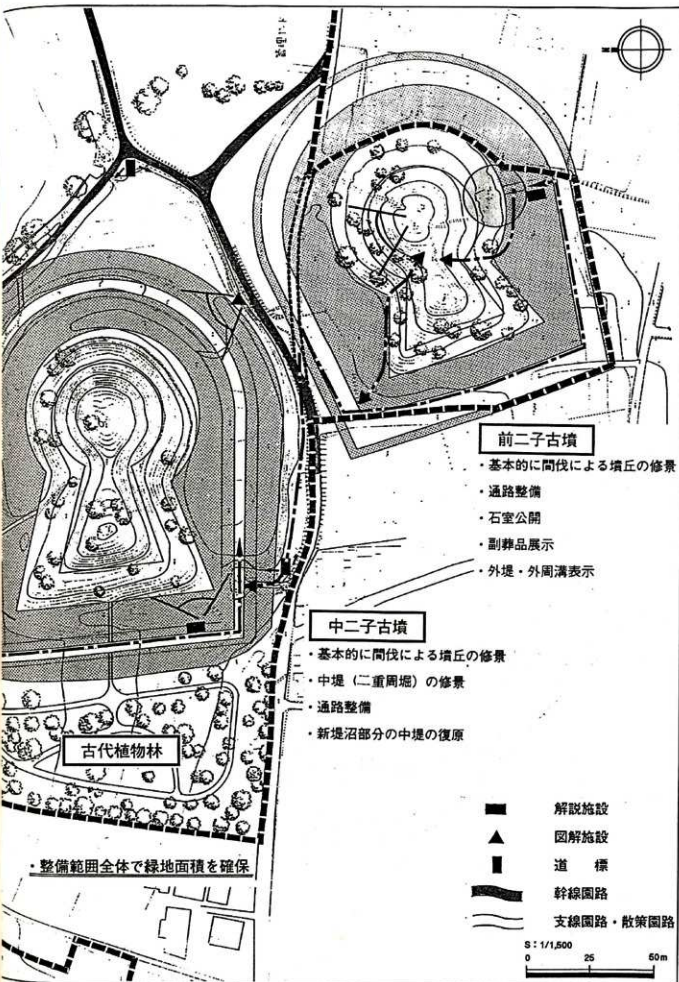 前二子古墳
・基本的に間伐による墳丘の修景
・通路整備
・石室公開
・副葬品展示
・外堤・外周溝表示
中二子古墳
・基本的に間伐による墳丘の修景
・中堤（二重周堀）の修景
・通路整備
・新堤沼部分の中堤の復原
古代植物林
・整備範囲全体で緑地面積を確保
解説施設
図解施設
道 標
幹線園路
支線園路・散策園路
S：1/1,500
0 25 50m